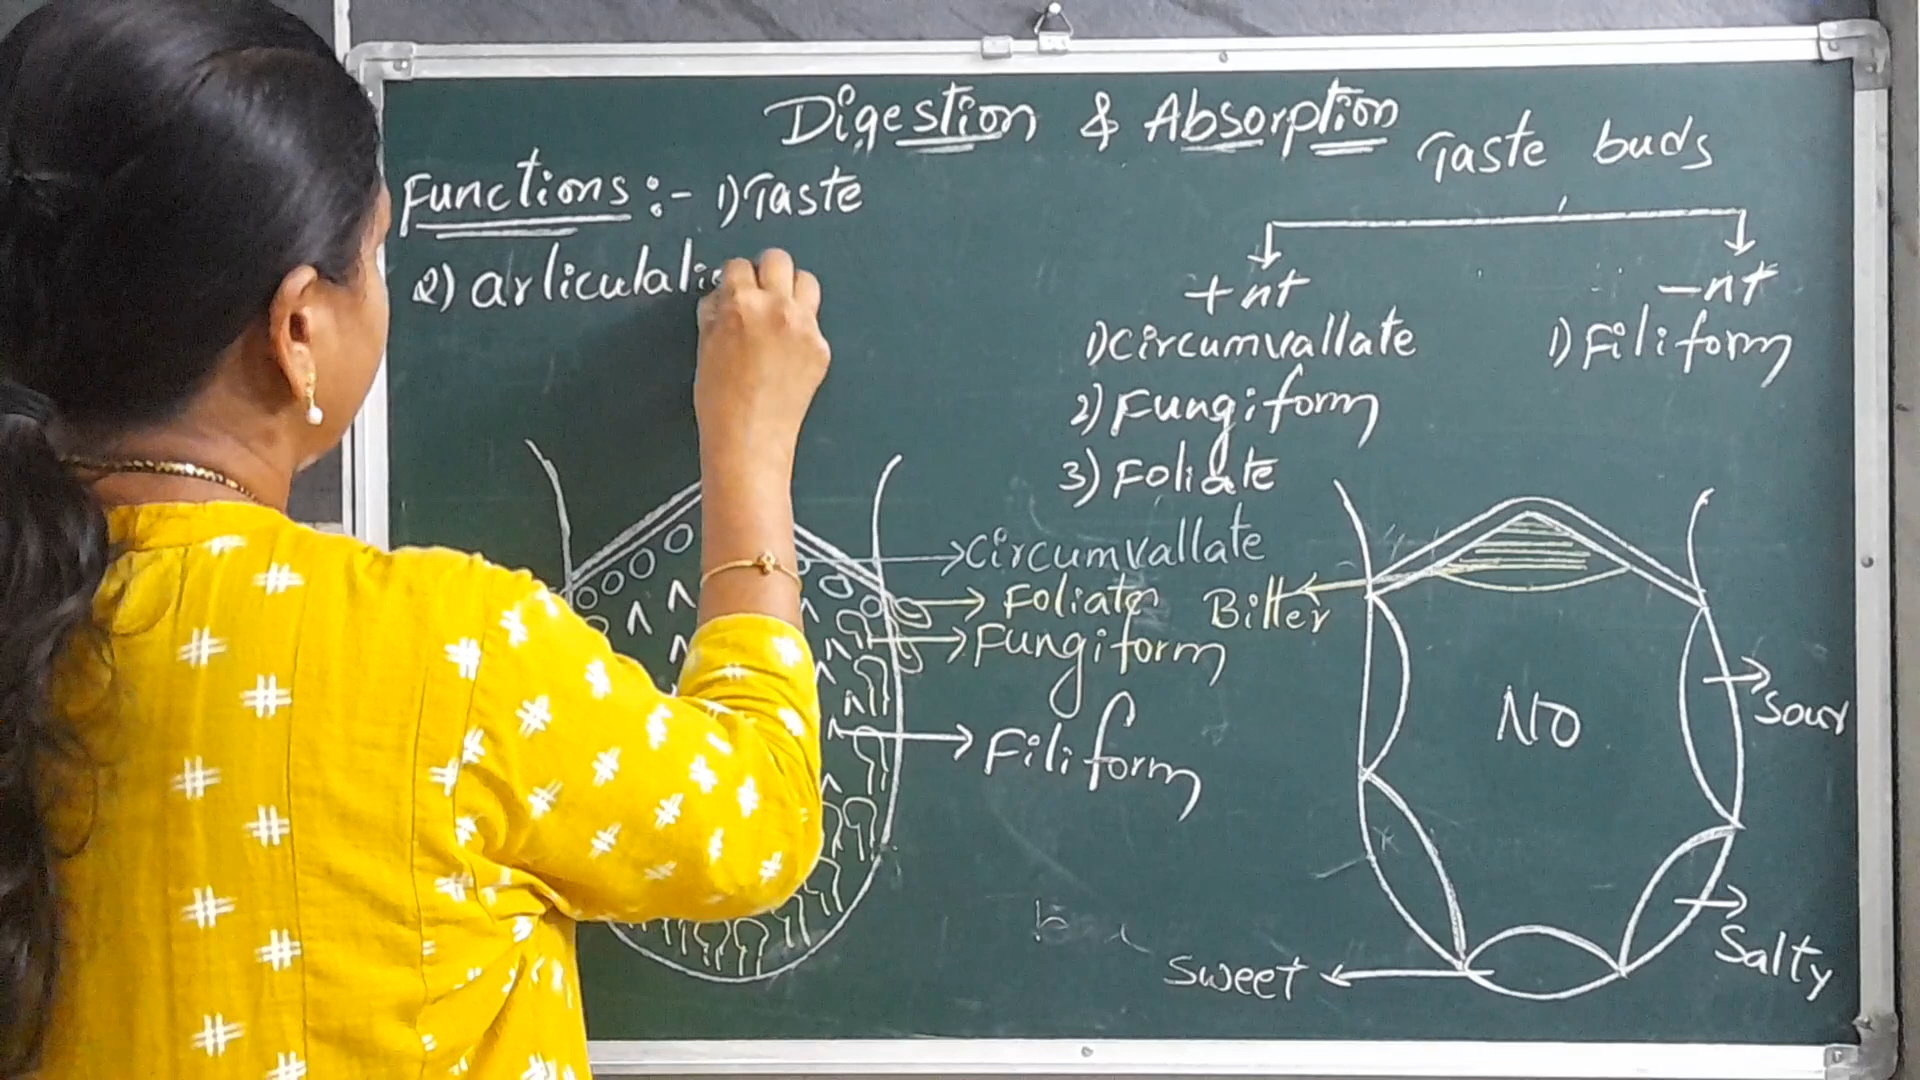 Digestion & Absorption
Functions :- 1) Taste
2) articulati
Taste buds
+nt
1) Circumvallate
2) Fungiform
3) Foliate
-nt
1) Filiform
Circumvallate
Foliate
Fungiform
Filiform
Bitter
NO
Sour
Salty
Sweet